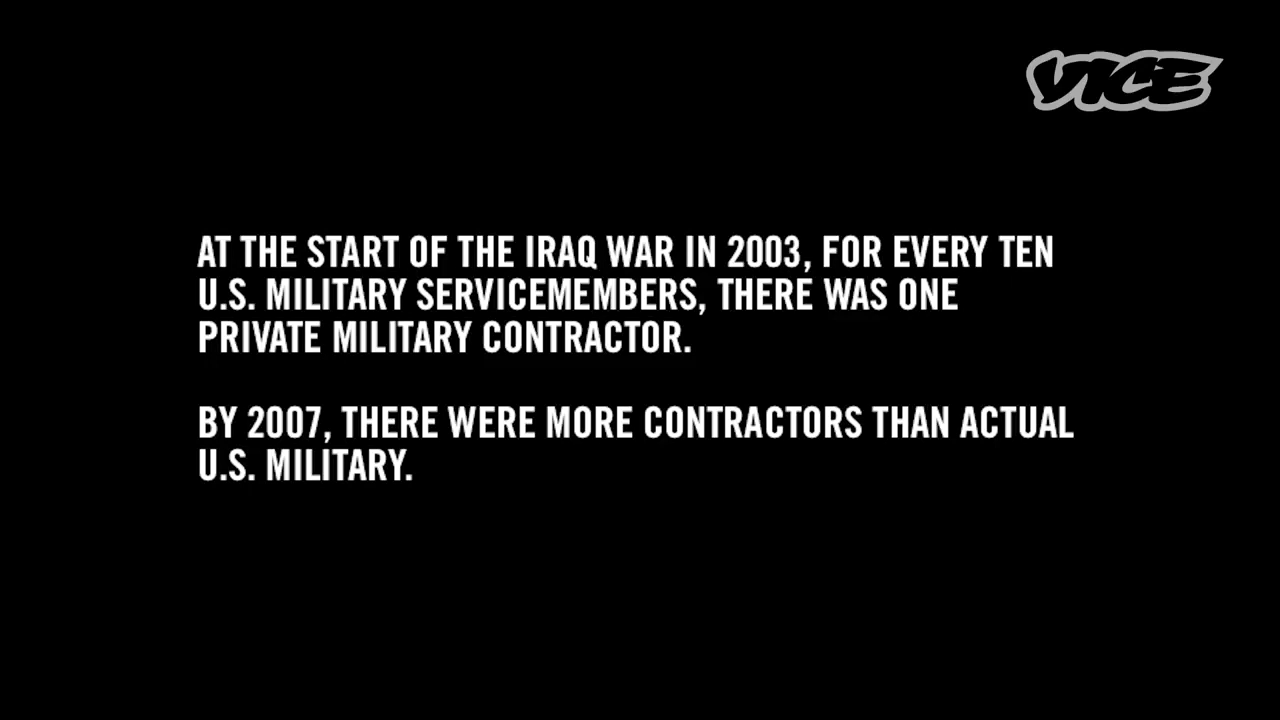 VICE
AT THE START OF THE IRAQ WAR IN 2003, FOR EVERY TEN
U.S. MILITARY SERVICEMEMBERS, THERE WAS ONE
PRIVATE MILITARY CONTRACTOR.
BY 2007, THERE WERE MORE CONTRACTORS THAN ACTUAL
U.S. MILITARY.